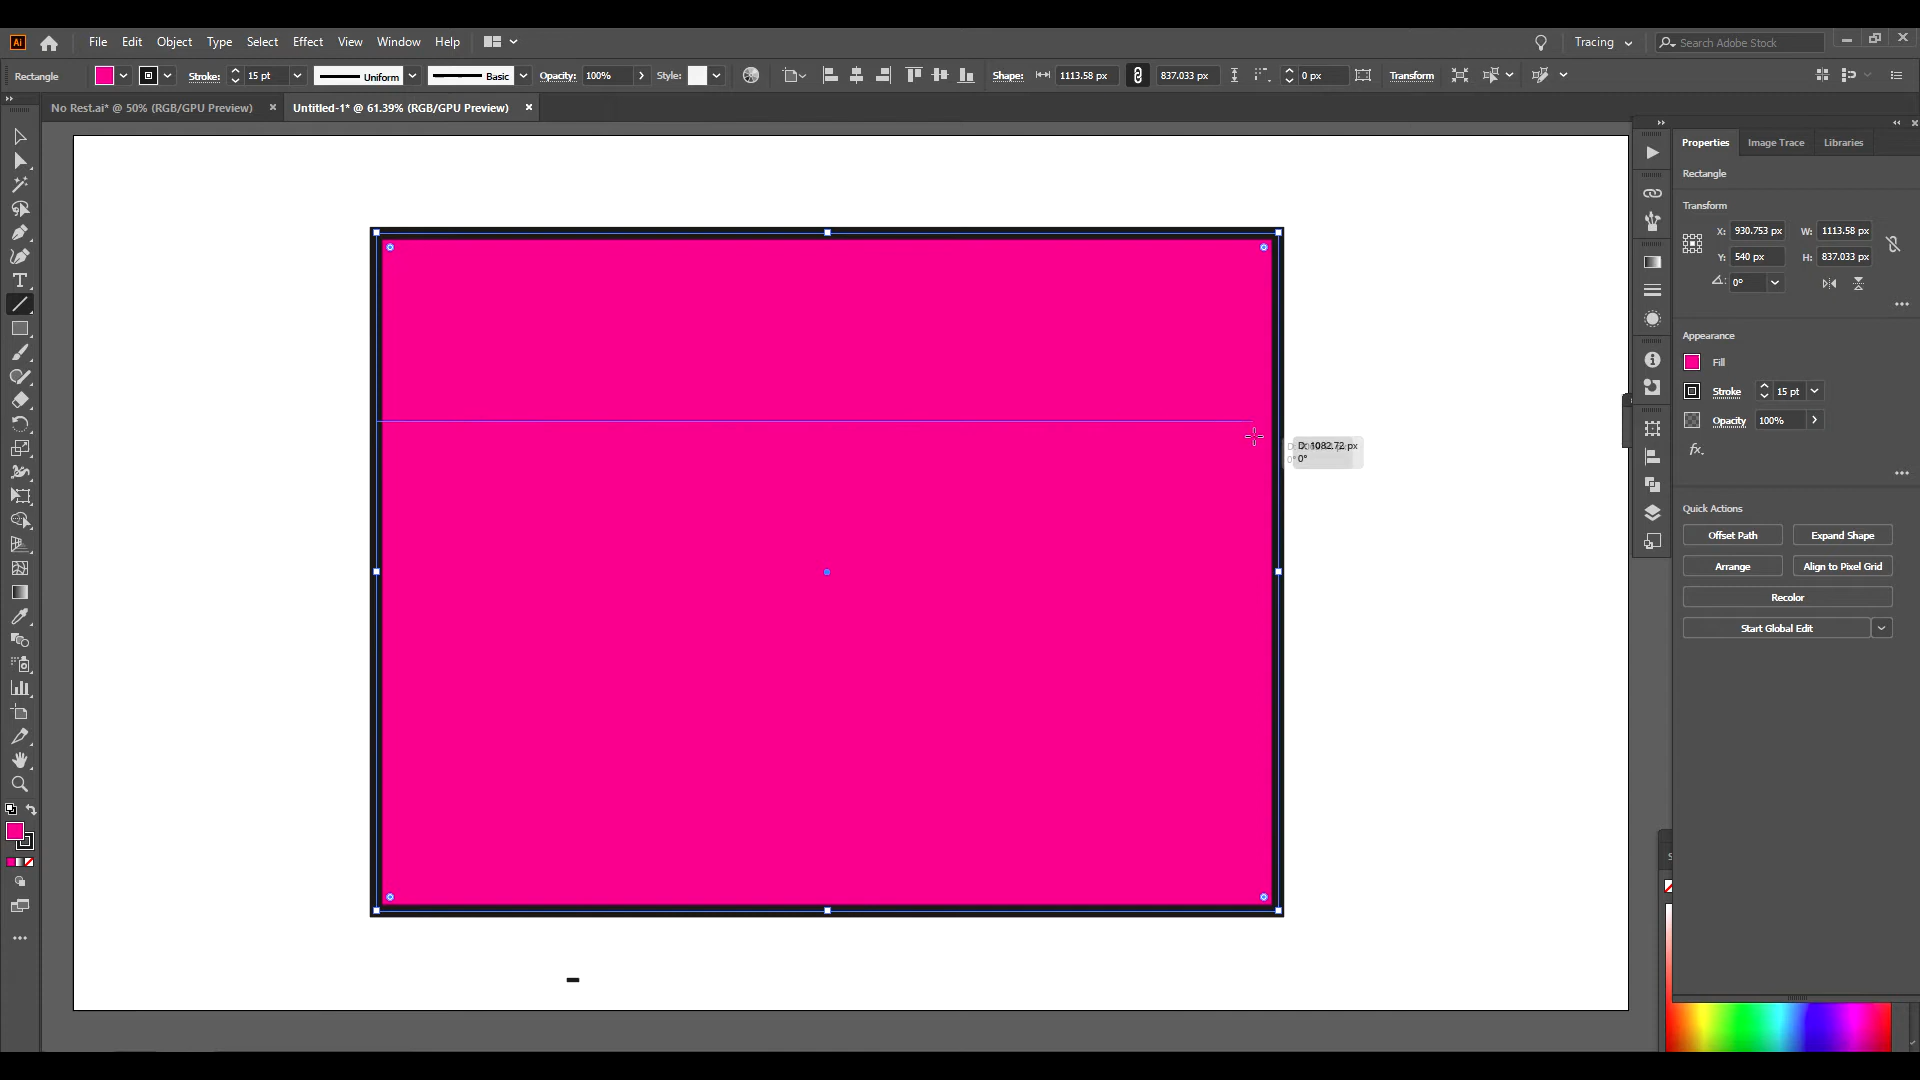 Ai File Edit Object Type Select Effect View Window Help Tracing Search Adobe Stock
Rectangle Stroke: 15 pt Uniform Basic Opacity: 100% Style: Shape: 1113.58 px 837.033 px 0 px Transform
No Rest.ai* @ 50% (RGB/GPU Preview) Untitled-1* @ 61.39% (RGB/GPU Preview)
Properties Image Trace Libraries
Rectangle
Transform
X: 930.753 px W: 1113.58 px
Y: 540 px H: 837.033 px
0°
Appearance
Fill
Stroke 15 pt
Opacity 100%
fx.
D: 1082.72 px
0°
Quick Actions
Offset Path Expand Shape
Arrange Align to Pixel Grid
Recolor
Start Global Edit